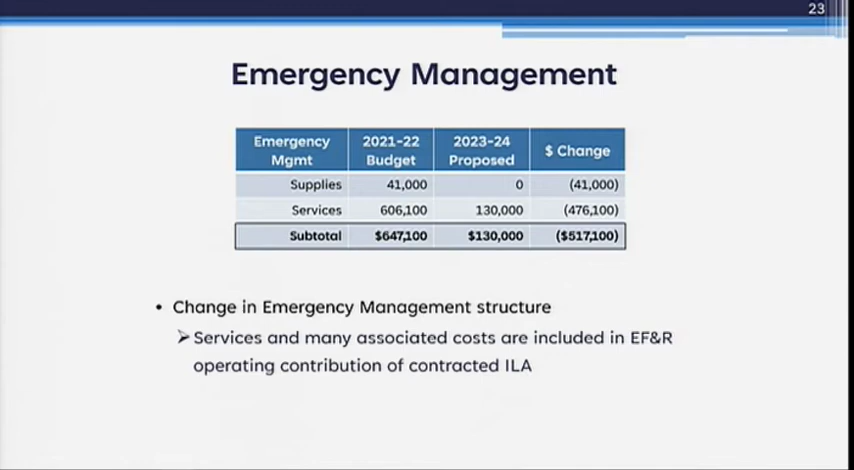 23
Emergency Management
Emergency Mgmt 2021-22 Budget 2023-24 Proposed $ Change
Supplies 41,000 0 (41,000)
Services 606,100 130,000 (476,100)
Subtotal $647,100 $130,000 ($517,100)
• Change in Emergency Management structure
➢ Services and many associated costs are included in EF&R
operating contribution of contracted ILA